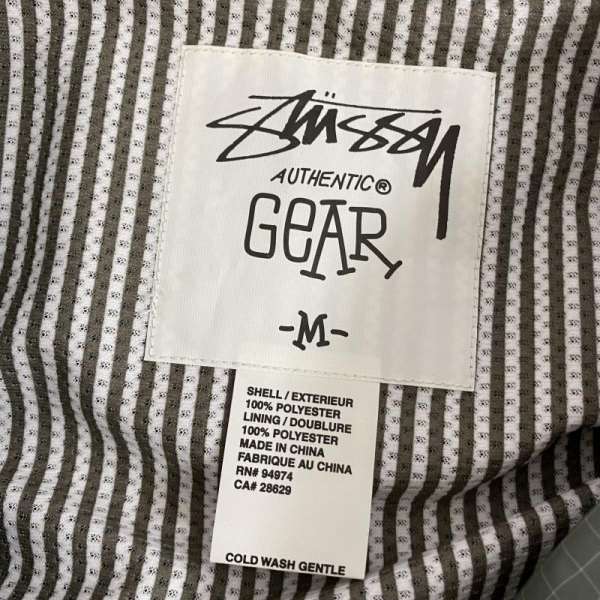 STÜSSY
AUTHENTIC®
GEAR
-M-
SHELL / EXTERIEUR
100% POLYESTER
LINING / DOUBLURE
100% POLYESTER
MADE IN CHINA
FABRIQUE AU CHINA
RN# 94974
CA# 28629
COLD WASH GENTLE